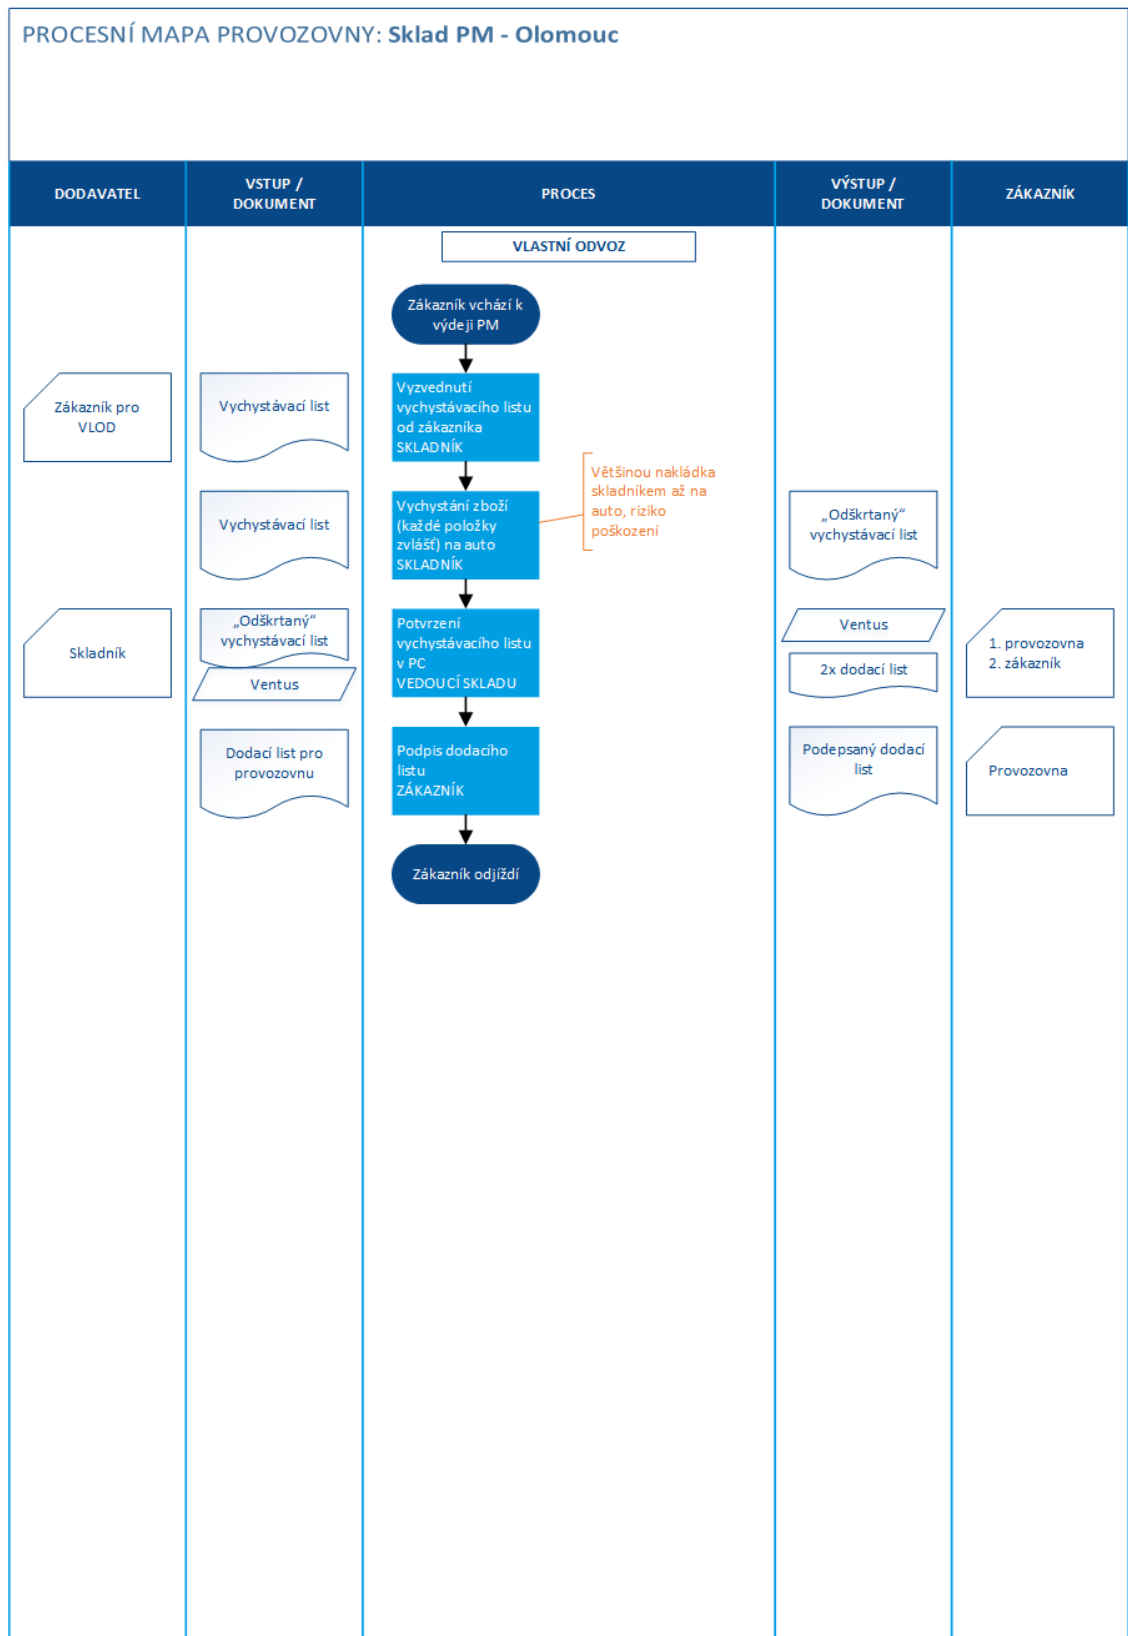 PROCESNÍ MAPA PROVOZOVNY: Sklad PM - Olomouc
DODAVATEL
VSTUP /
DOKUMENT
PROCES
VÝSTUP /
DOKUMENT
ZÁKAZNÍK
VLASTNÍ ODVOZ
Zákazník vchází k
výdeji PM
Zákazník pro
VLOD
Vychystávací list
Vyzvednutí
vychystávacího listu
od zákazníka
SKLADNÍK
Většinou nakládka
skladníkem až na
auto, riziko
poškození
Vychystávací list
Vychystání zboží
(každé položky
zvlášť) na auto
SKLADNÍK
„Odškrtaný“
vychystávací list
Skladník
„Odškrtaný“
vychystávací list
Ventus
Potvrzení
vychystávacího listu
v PC
VEDOUCÍ SKLADU
Ventus
2x dodací list
1. provozovna
2. zákazník
Dodací list pro
provozovnu
Podpis dodacího
listu
ZÁKAZNÍK
Podepsaný dodací
list
Provozovna
Zákazník odjíždí